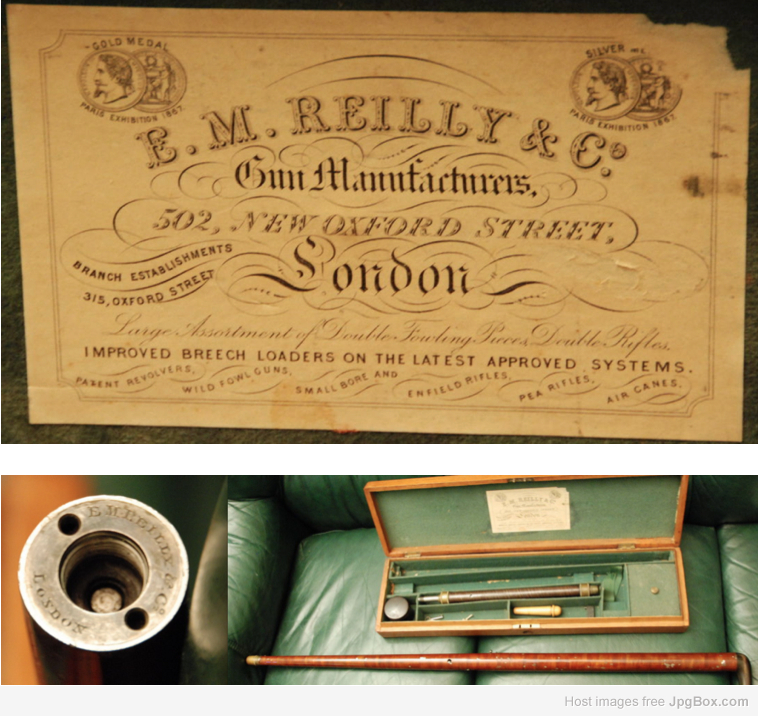 GOLD MEDAL
PARIS EXHIBITION 1867.
SILVER
PARIS EXHIBITION 1867.
E. M. REILLY & Co.
Gun Manufacturers,
502, NEW OXFORD STREET,
London
BRANCH ESTABLISHMENTS
315, OXFORD STREET
Large Assortment of Double Fowling Pieces, Double Rifles,
IMPROVED BREECH LOADERS ON THE LATEST APPROVED SYSTEMS.
PATENT REVOLVERS, WILD FOWL GUNS, SMALL BORE AND ENFIELD RIFLES, PEA RIFLES, AIR CANES.
E.M. REILLY & Co
LONDON
E. M. REILLY & Co
Host images free JpgBox.com